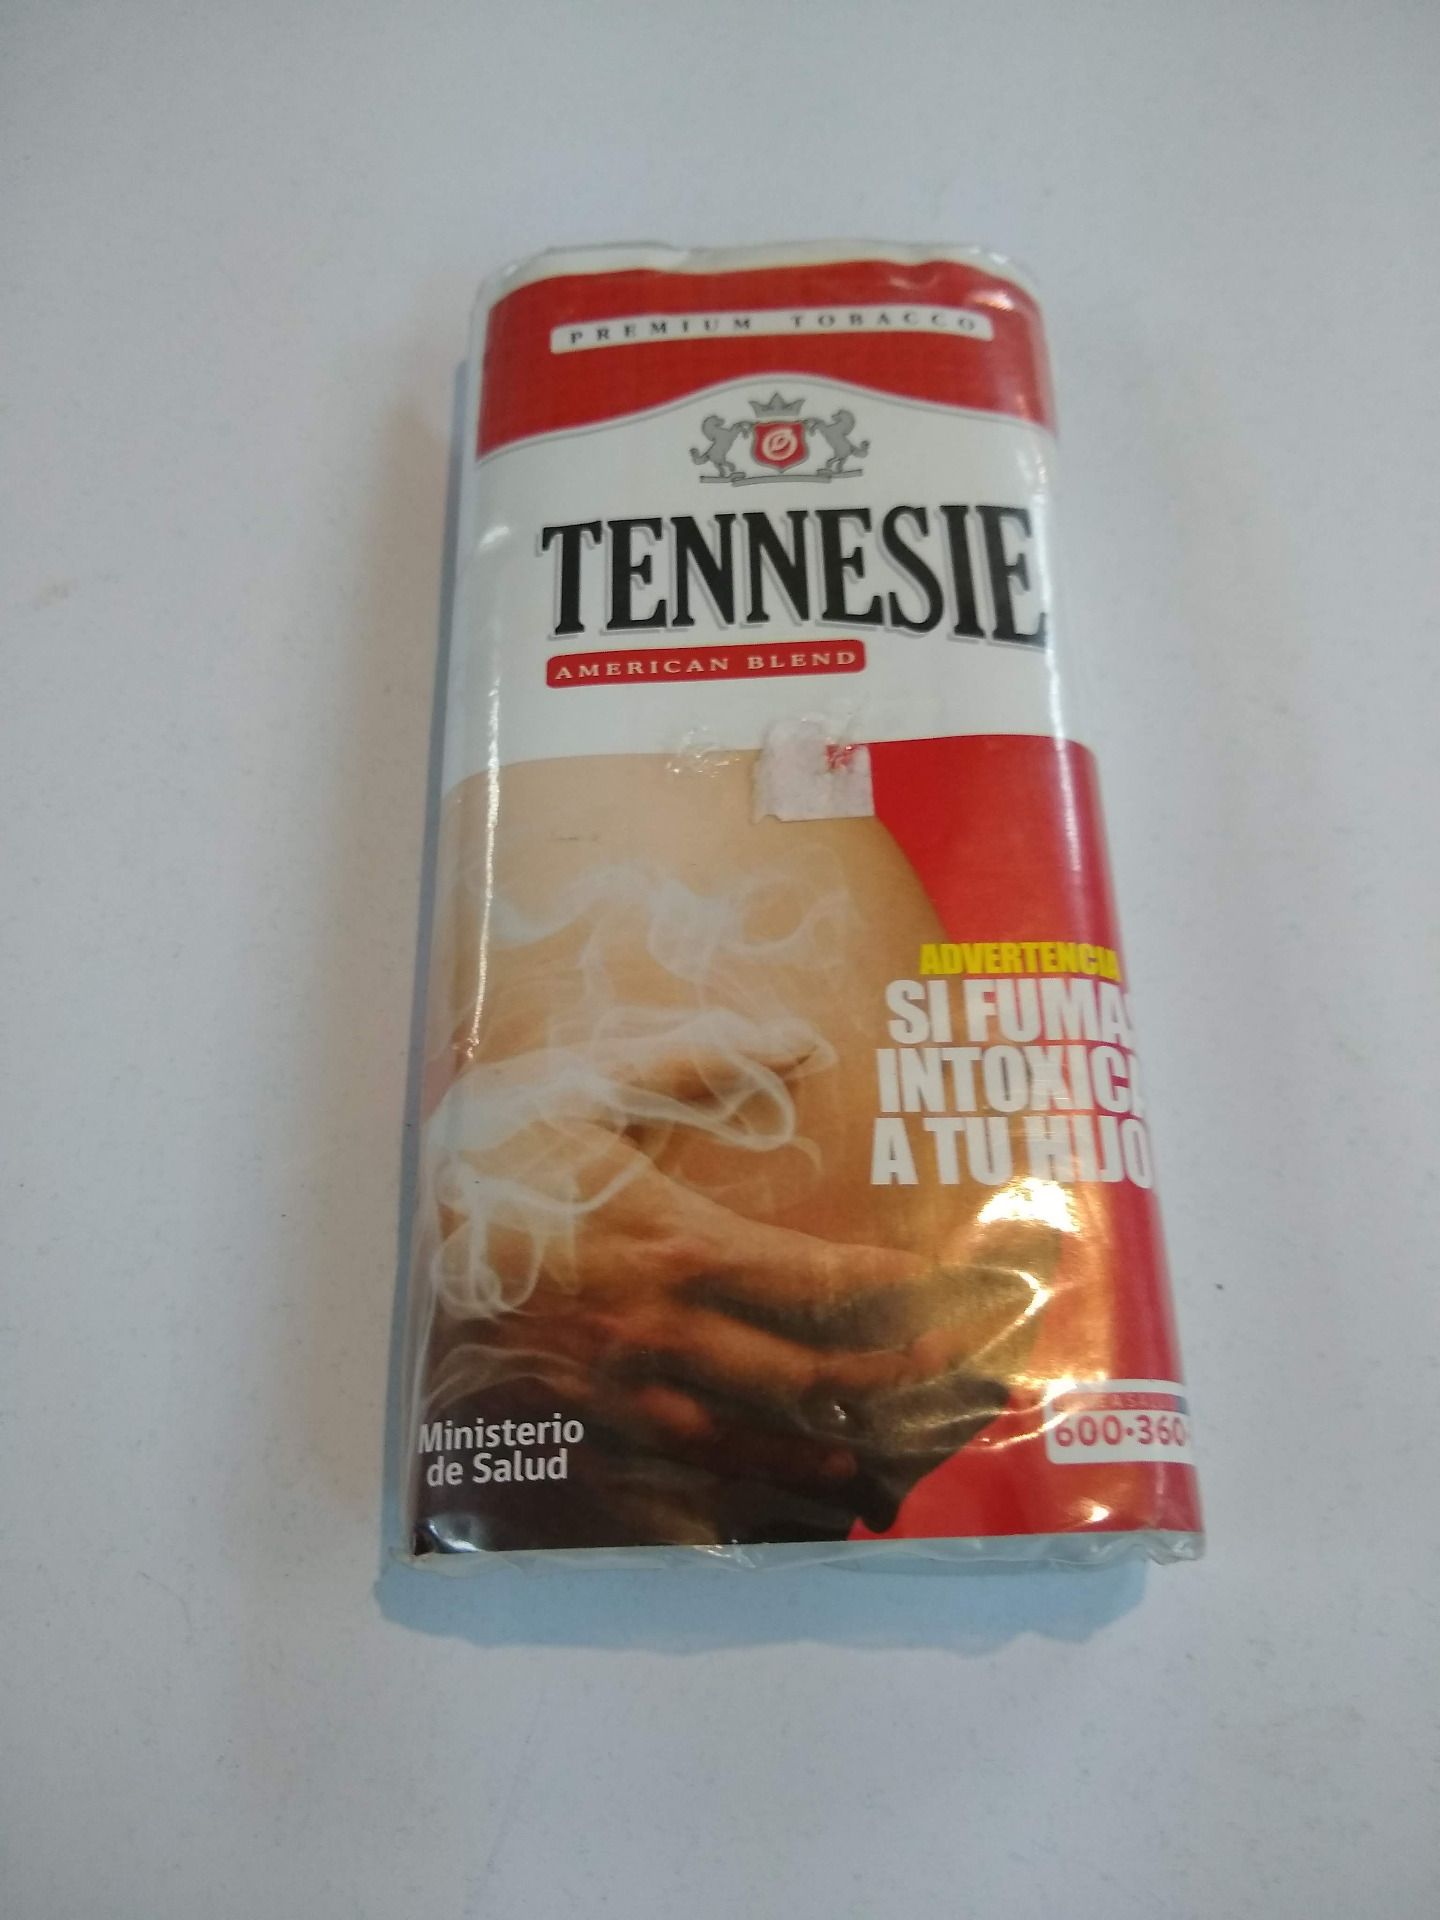 PREMIUM TOBACCO
TENNESIE
AMERICAN BLEND
ADVERTENCIA
SI FUMAS
INTOXICA
A TU HIJO
Ministerio
de Salud
600·360